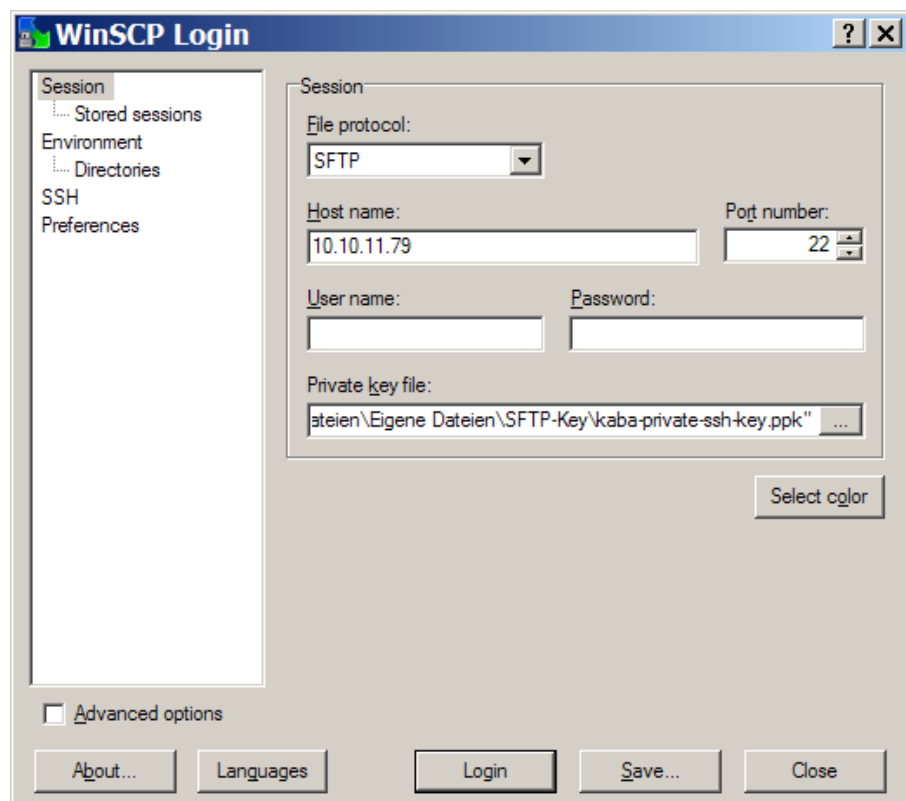 WinSCP Login
Session
Stored sessions
Environment
Directories
SSH
Preferences
Session
File protocol:
SFTP
Host name:
Port number:
10.10.11.79
22
User name:
Password:
Private key file:
ateien\Eigene Dateien\SFTP-Key\kaba-private-ssh-key.ppk"
...
Select color
Advanced options
About...
Languages
Login
Save...
Close